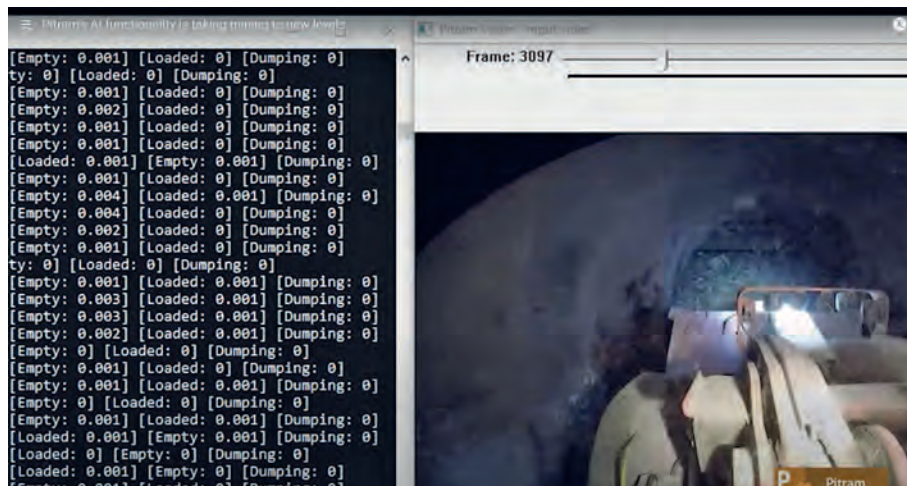 Pitram's AI functionality is taking mining to new levels
[Empty: 0.001] [Loaded: 0] [Dumping: 0]
ty: 0] [Loaded: 0] [Dumping: 0]
[Empty: 0.001] [Loaded: 0] [Dumping: 0]
[Empty: 0.002] [Loaded: 0] [Dumping: 0]
[Empty: 0.001] [Loaded: 0] [Dumping: 0]
[Empty: 0.001] [Loaded: 0] [Dumping: 0]
[Loaded: 0.001] [Empty: 0.001] [Dumping: 0]
[Empty: 0.001] [Loaded: 0] [Dumping: 0]
[Empty: 0.004] [Loaded: 0.001] [Dumping: 0]
[Empty: 0.004] [Loaded: 0] [Dumping: 0]
[Empty: 0.002] [Loaded: 0] [Dumping: 0]
[Empty: 0.001] [Loaded: 0] [Dumping: 0]
ty: 0] [Loaded: 0] [Dumping: 0]
[Empty: 0.001] [Loaded: 0.001] [Dumping: 0]
[Empty: 0.003] [Loaded: 0.001] [Dumping: 0]
[Empty: 0.003] [Loaded: 0.001] [Dumping: 0]
[Empty: 0.002] [Loaded: 0.001] [Dumping: 0]
[Empty: 0] [Loaded: 0] [Dumping: 0]
[Empty: 0.001] [Loaded: 0] [Dumping: 0]
[Empty: 0.001] [Loaded: 0.001] [Dumping: 0]
[Empty: 0] [Loaded: 0] [Dumping: 0]
[Empty: 0.001] [Loaded: 0.001] [Dumping: 0]
[Loaded: 0.001] [Empty: 0.001] [Dumping: 0]
[Loaded: 0] [Empty: 0] [Dumping: 0]
[Loaded: 0.001] [Empty: 0] [Dumping: 0]
Frame: 3097
Pitram